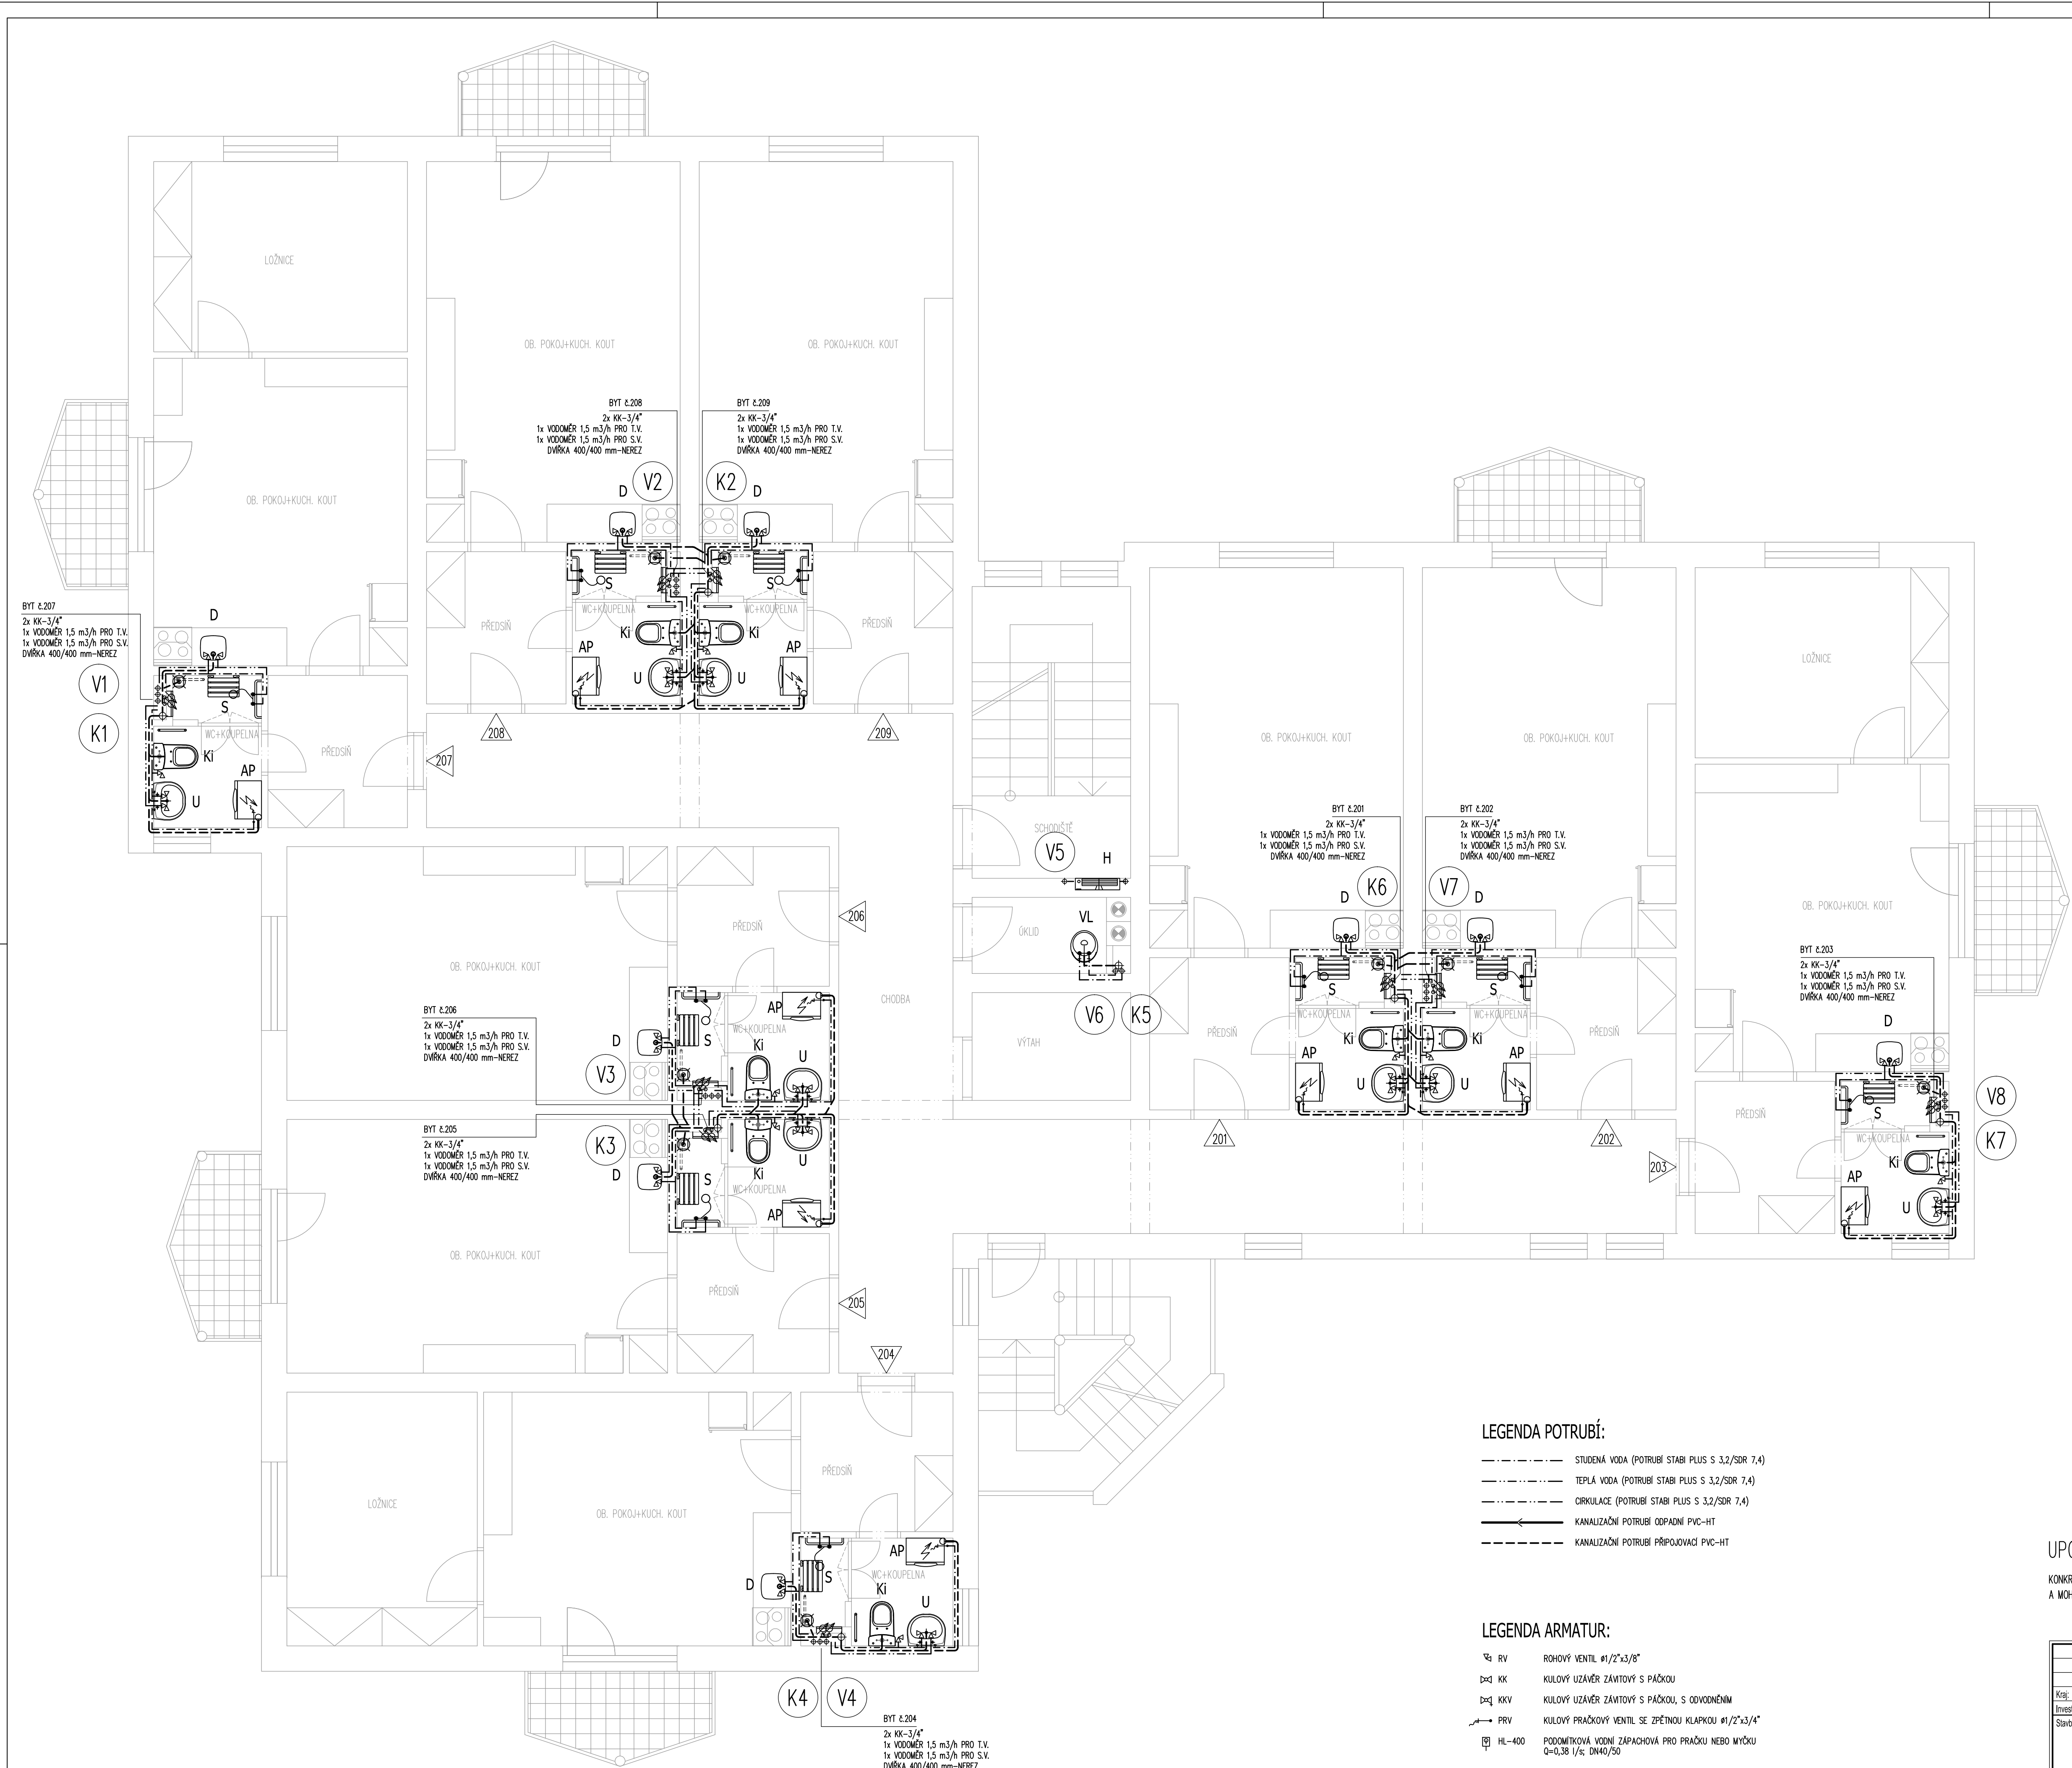 LOŽNICE
OB. POKOJ+KUCH. KOUT
OB. POKOJ+KUCH. KOUT
BYT č.208
2x KK-3/4"
1x VODOMĚR 1,5 m3/h PRO T.V.
1x VODOMĚR 1,5 m3/h PRO S.V.
DVÍŘKA 400/400 mm-NEREZ
BYT č.209
2x KK-3/4"
1x VODOMĚR 1,5 m3/h PRO T.V.
1x VODOMĚR 1,5 m3/h PRO S.V.
DVÍŘKA 400/400 mm-NEREZ
D
V2
K2
D
OB. POKOJ+KUCH. KOUT
S
S
WC+KOUPELNA
WC+KOUPELNA
PŘEDSÍŇ
Ki
Ki
PŘEDSÍŇ
AP
AP
U
U
208
209
BYT č.207
2x KK-3/4"
1x VODOMĚR 1,5 m3/h PRO T.V.
1x VODOMĚR 1,5 m3/h PRO S.V.
DVÍŘKA 400/400 mm-NEREZ
D
V1
K1
S
WC+KOUPELNA
Ki
PŘEDSÍŇ
AP
U
207
SCHODIŠTĚ
V5
H
VL
ÚKLID
V6
K5
VÝTAH
CHODBA
OB. POKOJ+KUCH. KOUT
OB. POKOJ+KUCH. KOUT
LOŽNICE
BYT č.201
2x KK-3/4"
1x VODOMĚR 1,5 m3/h PRO T.V.
1x VODOMĚR 1,5 m3/h PRO S.V.
DVÍŘKA 400/400 mm-NEREZ
BYT č.202
2x KK-3/4"
1x VODOMĚR 1,5 m3/h PRO T.V.
1x VODOMĚR 1,5 m3/h PRO S.V.
DVÍŘKA 400/400 mm-NEREZ
K6
V7
D
D
S
S
WC+KOUPELNA
WC+KOUPELNA
PŘEDSÍŇ
Ki
Ki
PŘEDSÍŇ
AP
AP
U
U
201
202
OB. POKOJ+KUCH. KOUT
BYT č.203
2x KK-3/4"
1x VODOMĚR 1,5 m3/h PRO T.V.
1x VODOMĚR 1,5 m3/h PRO S.V.
DVÍŘKA 400/400 mm-NEREZ
D
V8
K7
S
PŘEDSÍŇ
WC+KOUPELNA
Ki
AP
U
203
206
PŘEDSÍŇ
OB. POKOJ+KUCH. KOUT
BYT č.206
2x KK-3/4"
1x VODOMĚR 1,5 m3/h PRO T.V.
1x VODOMĚR 1,5 m3/h PRO S.V.
DVÍŘKA 400/400 mm-NEREZ
AP
WC+KOUPELNA
D
S
Ki
U
V3
BYT č.205
2x KK-3/4"
1x VODOMĚR 1,5 m3/h PRO T.V.
1x VODOMĚR 1,5 m3/h PRO S.V.
DVÍŘKA 400/400 mm-NEREZ
K3
D
S
Ki
U
WC+KOUPELNA
AP
OB. POKOJ+KUCH. KOUT
PŘEDSÍŇ
205
204
LOŽNICE
OB. POKOJ+KUCH. KOUT
PŘEDSÍŇ
AP
WC+KOUPELNA
D
S
Ki
U
K4
V4
BYT č.204
2x KK-3/4"
1x VODOMĚR 1,5 m3/h PRO T.V.
1x VODOMĚR 1,5 m3/h PRO S.V.
DVÍŘKA 400/400 mm-NEREZ
LEGENDA POTRUBÍ:
STUDENÁ VODA (POTRUBÍ STABI PLUS S 3,2/SDR 7,4)
TEPLÁ VODA (POTRUBÍ STABI PLUS S 3,2/SDR 7,4)
CIRKULACE (POTRUBÍ STABI PLUS S 3,2/SDR 7,4)
KANALIZAČNÍ POTRUBÍ ODPADNÍ PVC-HT
KANALIZAČNÍ POTRUBÍ PŘIPOJOVACÍ PVC-HT
LEGENDA ARMATUR:
RV ROHOVÝ VENTIL ø1/2"x3/8"
KK KULOVÝ UZÁVĚR ZÁVITOVÝ S PÁČKOU
KKV KULOVÝ UZÁVĚR ZÁVITOVÝ S PÁČKOU, S ODVODNĚNÍM
PRV KULOVÝ PRAČKOVÝ VENTIL SE ZPĚTNOU KLAPKOU ø1/2"x3/4"
HL-400 PODOMÍTKOVÁ VODNÍ ZÁPACHOVÁ PRO PRAČKU NEBO MYČKU
Q=0,38 l/s; DN40/50
UPO
KONKR
A MOH
Kraj:
Invest
Stavb